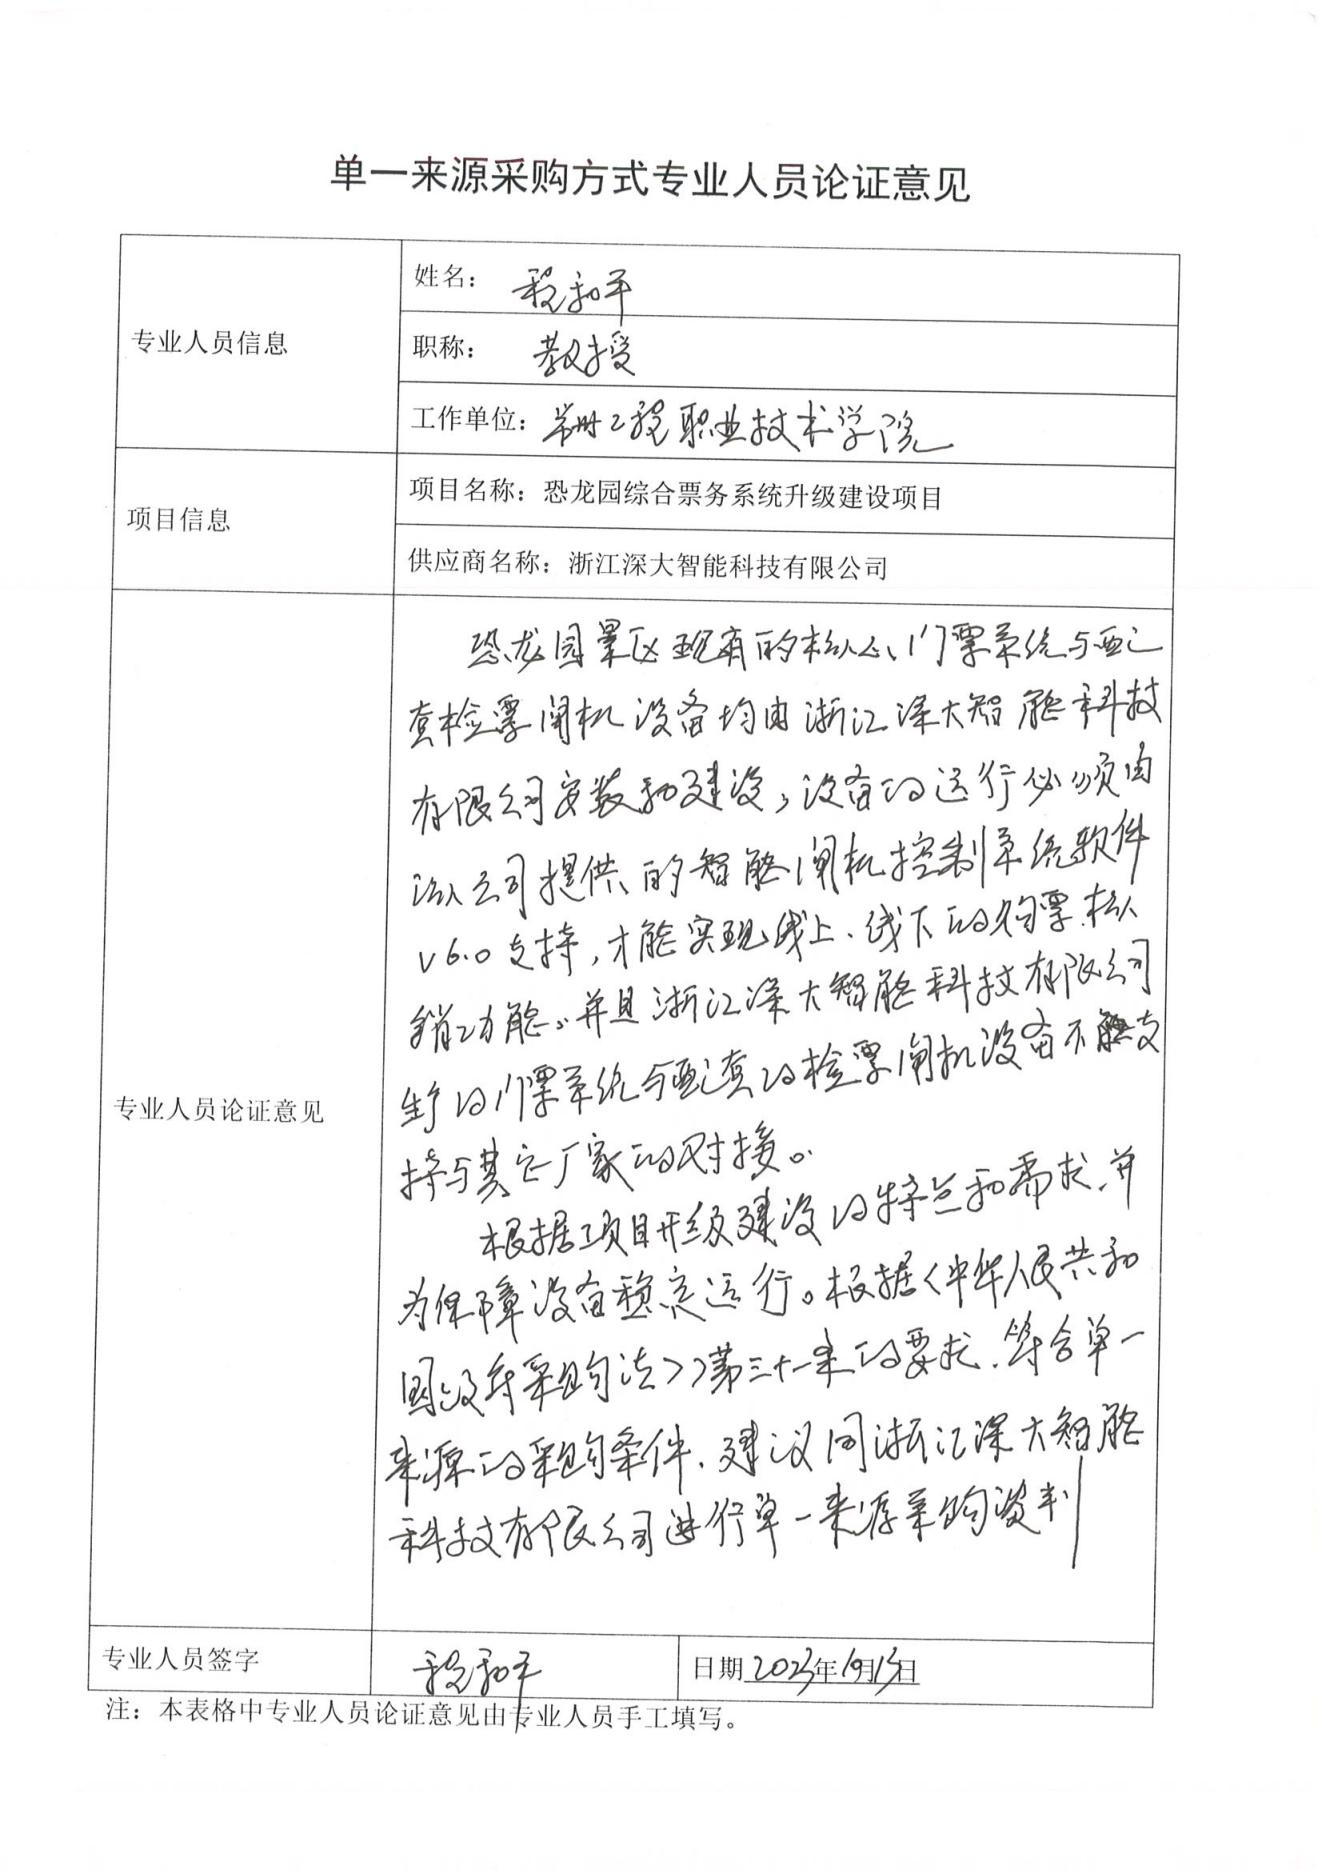 单一来源采购方式专业人员论证意见
专业人员信息
姓名：程和平
职称：教授
工作单位：常州工程职业技术学院
项目信息
项目名称：恐龙园综合票务系统升级建设项目
供应商名称：浙江深大智能科技有限公司
专业人员论证意见
恐龙园景区现有的核心门票系统与配
套检票闸机设备均由浙江深大智能科技
有限公司安装和建设，设备的运行必须由
该公司提供的智能闸机控制系统软件
V6.0支持，才能实现线上、线下的购票、核
销功能。并且浙江深大智能科技有限公司
生产的门票系统与配套的检票闸机设备不能支
持与其它厂家的对接。
根据项目升级建设的特点和需求，并
为保障设备稳定运行。根据《中华人民共和
国政府采购法》第三十一条的要求，符合单一
来源的采购条件，建议同浙江深大智能
科技有限公司进行单一来源采购谈判
专业人员签字
程和平
日期2023年10月13日
注：本表格中专业人员论证意见由专业人员手工填写。